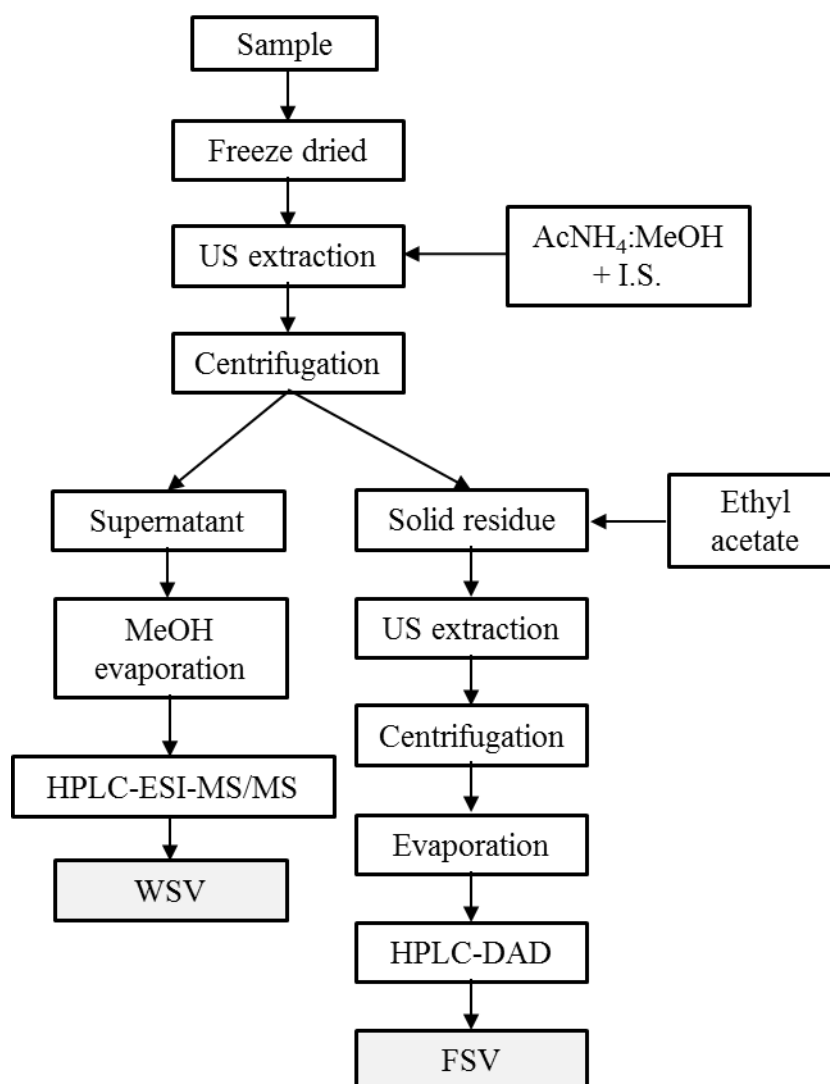 Sample
Freeze dried
US extraction
AcNH₄:MeOH
+ I.S.
Centrifugation
Supernatant
Solid residue
Ethyl
acetate
MeOH
evaporation
US extraction
Centrifugation
HPLC-ESI-MS/MS
Evaporation
WSV
HPLC-DAD
FSV